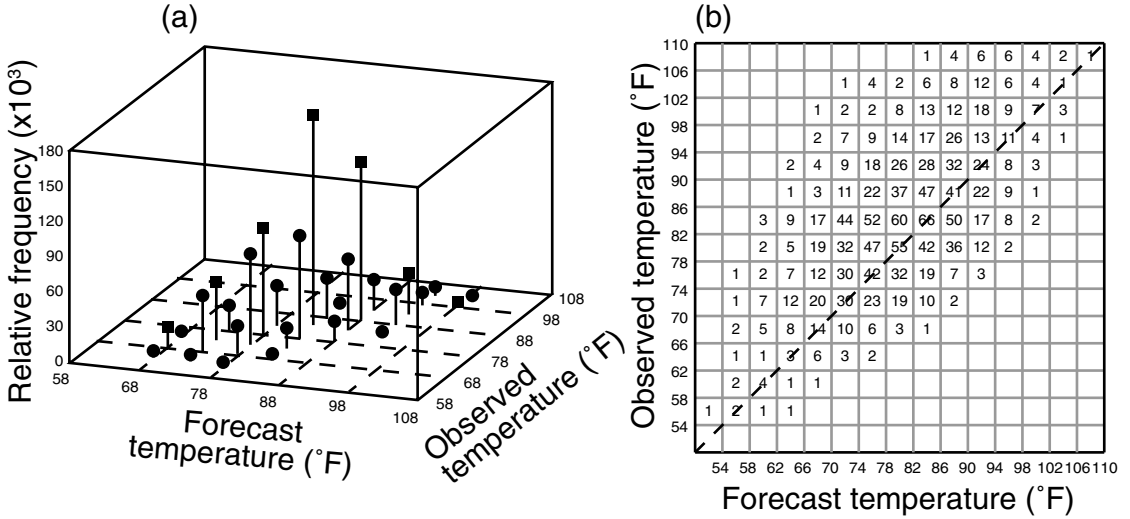 (a)
Relative frequency (x10³)
180
150
120
90
60
30
0
58
68
78
88
98
108
Forecast
temperature (˚F)
58
68
78
88
98
108
Observed
temperature (˚F)
(b)
Observed temperature (˚F)
110
106
102
98
94
90
86
82
78
74
70
66
62
58
54
1 4 6 6 4 2 1
1 4 2 6 8 12 6 4 1
1 2 2 8 13 12 18 9 7 3
2 7 9 14 17 26 13 11 4 1
2 4 9 18 26 28 32 24 8 3
1 3 11 22 37 47 41 22 9 1
3 9 17 44 52 60 66 50 17 8 2
2 5 19 32 47 55 42 36 12 2
1 2 7 12 30 42 32 19 7 3
1 7 12 20 30 23 19 10 2
2 5 8 14 10 6 3 1
1 1 3 6 3 2
2 4 1 1
1 2 1 1
54 58 62 66 70 74 78 82 86 90 94 98 102 106 110
Forecast temperature (˚F)